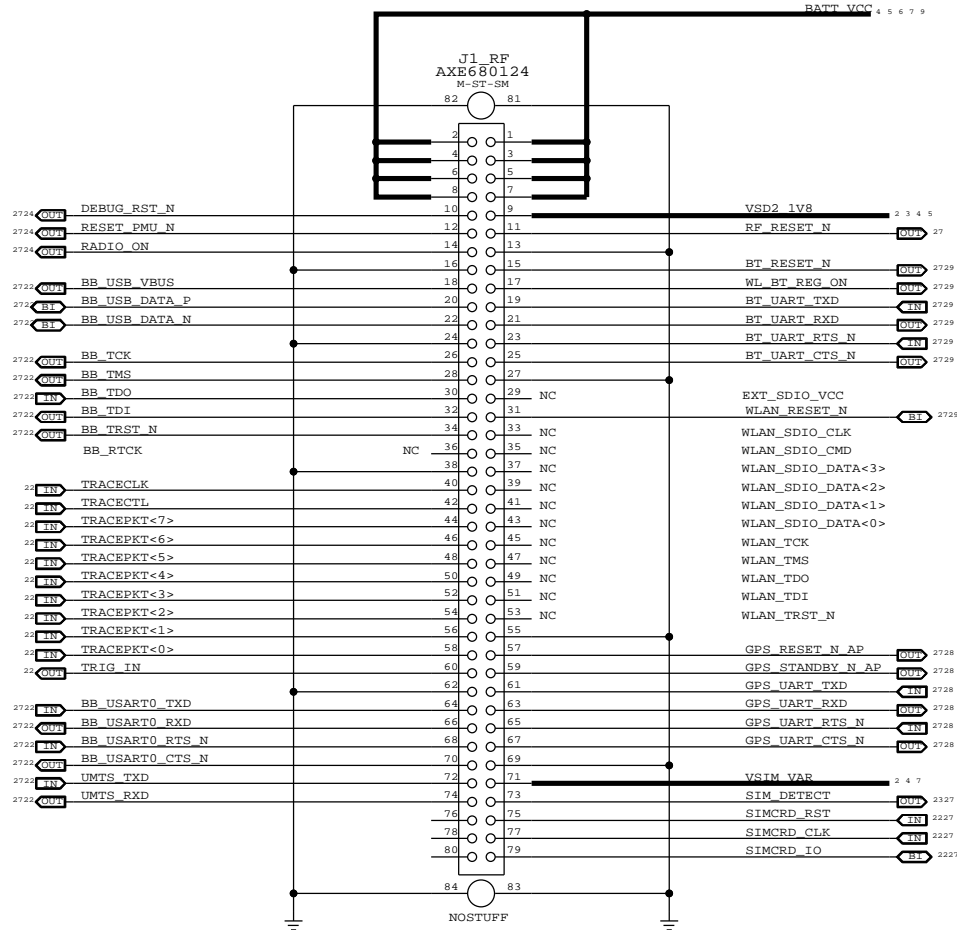 BATT_VCC 4 5 6 7 9
J1_RF
AXE680124
M-ST-SM
82 81
2 1
4 3
6 5
8 7
2724 OUT DEBUG_RST_N 10 9 VSD2_1V8 2 3 4 5
2724 OUT RESET_PMU_N 12 11 RF_RESET_N OUT 27
2724 OUT RADIO_ON 14 13
16 15 BT_RESET_N OUT 2729
2722 OUT BB_USB_VBUS 18 17 WL_BT_REG_ON OUT 2729
2722 BI BB_USB_DATA_P 20 19 BT_UART_TXD IN 2729
2722 BI BB_USB_DATA_N 22 21 BT_UART_RXD OUT 2729
24 23 BT_UART_RTS_N IN 2729
2722 OUT BB_TCK 26 25 BT_UART_CTS_N OUT 2729
2722 OUT BB_TMS 28 27
2722 IN BB_TDO 30 29 NC EXT_SDIO_VCC
2722 OUT BB_TDI 32 31 WLAN_RESET_N BI 2729
2722 OUT BB_TRST_N 34 33 NC WLAN_SDIO_CLK
BB_RTCK NC 36 35 NC WLAN_SDIO_CMD
38 37 NC WLAN_SDIO_DATA<3>
22 IN TRACECLK 40 39 NC WLAN_SDIO_DATA<2>
22 IN TRACECTL 42 41 NC WLAN_SDIO_DATA<1>
22 IN TRACEPKT<7> 44 43 NC WLAN_SDIO_DATA<0>
22 IN TRACEPKT<6> 46 45 NC WLAN_TCK
22 IN TRACEPKT<5> 48 47 NC WLAN_TMS
22 IN TRACEPKT<4> 50 49 NC WLAN_TDO
22 IN TRACEPKT<3> 52 51 NC WLAN_TDI
22 IN TRACEPKT<2> 54 53 NC WLAN_TRST_N
22 IN TRACEPKT<1> 56 55
22 IN TRACEPKT<0> 58 57 GPS_RESET_N_AP OUT 2728
22 OUT TRIG_IN 60 59 GPS_STANDBY_N_AP OUT 2728
62 61 GPS_UART_TXD IN 2728
2722 IN BB_USART0_TXD 64 63 GPS_UART_RXD OUT 2728
2722 OUT BB_USART0_RXD 66 65 GPS_UART_RTS_N IN 2728
2722 IN BB_USART0_RTS_N 68 67 GPS_UART_CTS_N OUT 2728
2722 OUT BB_USART0_CTS_N 70 69
2722 IN UMTS_TXD 72 71 VSIM_VAR 2 4 7
2722 OUT UMTS_RXD 74 73 SIM_DETECT OUT 2327
76 75 SIMCRD_RST IN 2227
78 77 SIMCRD_CLK IN 2227
80 79 SIMCRD_IO BI 2227
84 83
NOSTUFF